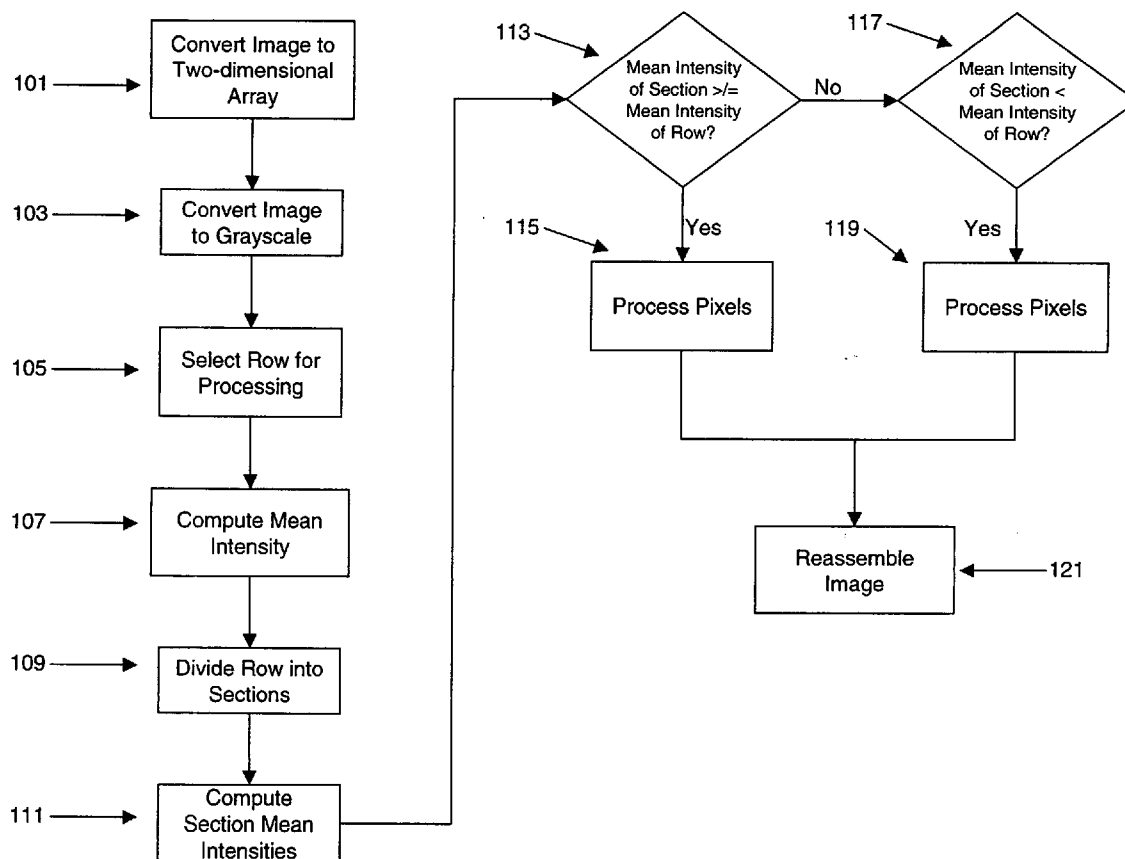 101
Convert Image to
Two-dimensional
Array
103
Convert Image
to Grayscale
105
Select Row for
Processing
107
Compute Mean
Intensity
109
Divide Row into
Sections
111
Compute
Section Mean
Intensities
113
Mean Intensity
of Section >/=
Mean Intensity
of Row?
No
Yes
115
Process Pixels
117
Mean Intensity
of Section <
Mean Intensity
of Row?
Yes
119
Process Pixels
Reassemble
Image
121